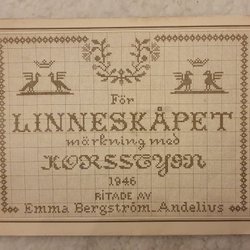 För
LINNESKÅPET
märkning med
KORSSTYGN
1946
RITADE AV
Emma Bergström-Andelius